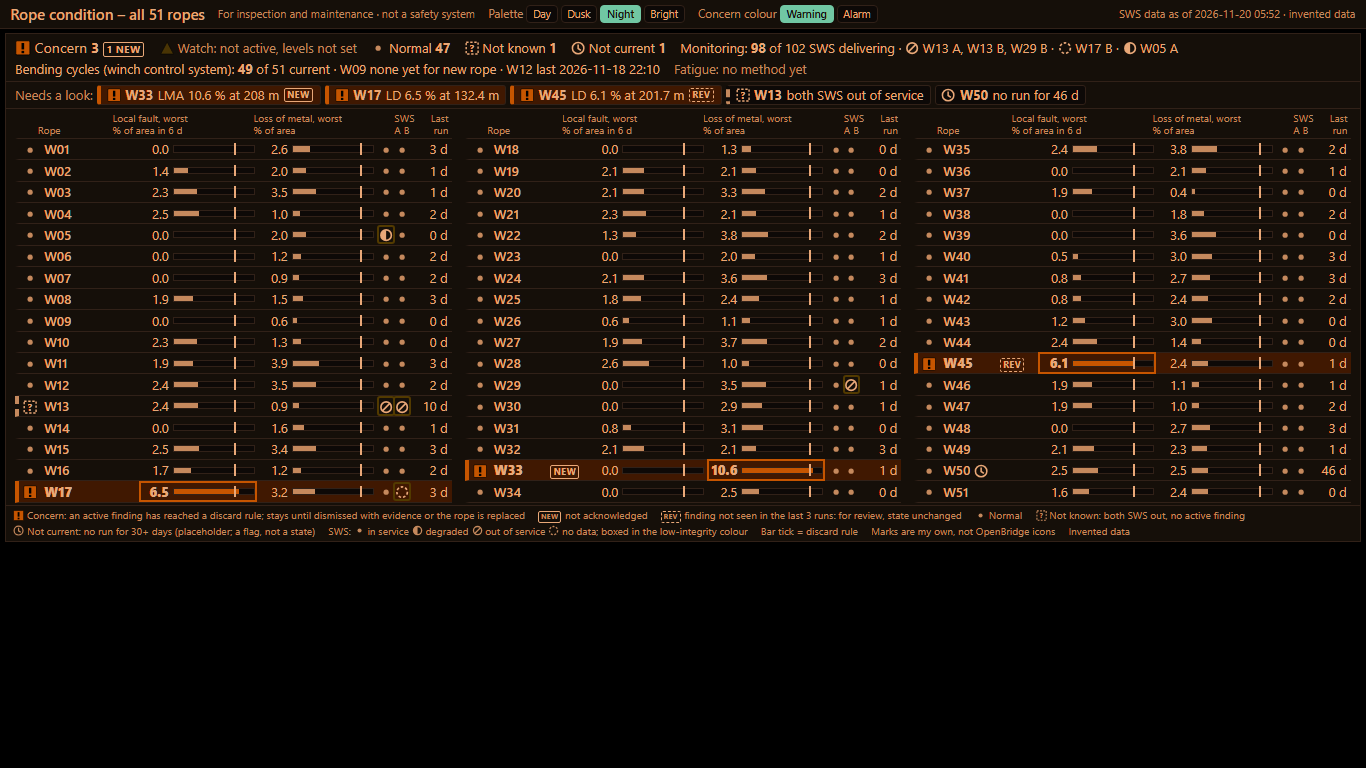 Rope condition – all 51 ropes For inspection and maintenance · not a safety system Palette Day Dusk Night Bright Concern colour Warning Alarm SWS data as of 2026-11-20 05:52 · invented data
Concern 3 1 NEW Watch: not active, levels not set Normal 47 Not known 1 Not current 1 Monitoring: 98 of 102 SWS delivering · W13 A, W13 B, W29 B · W17 B · W05 A
Bending cycles (winch control system): 49 of 51 current · W09 none yet for new rope · W12 last 2026-11-18 22:10 Fatigue: no method yet
Needs a look: W33 LMA 10.6 % at 208 m NEW W17 LD 6.5 % at 132.4 m W45 LD 6.1 % at 201.7 m REV W13 both SWS out of service W50 no run for 46 d
Local fault, worst Loss of metal, worst SWS Last Local fault, worst Loss of metal, worst SWS Last Local fault, worst Loss of metal, worst SWS Last
Rope % of area in 6 d % of area A B run Rope % of area in 6 d % of area A B run Rope % of area in 6 d % of area A B run
W01 0.0 2.6 3 d W18 0.0 1.3 0 d W35 2.4 3.8 2 d
W02 1.4 2.0 1 d W19 2.1 2.1 0 d W36 0.0 2.1 1 d
W03 2.3 3.5 1 d W20 2.1 3.3 2 d W37 1.9 0.4 0 d
W04 2.5 1.0 2 d W21 2.3 2.1 1 d W38 0.0 1.8 2 d
W05 0.0 2.0 0 d W22 1.3 3.8 2 d W39 0.0 3.6 0 d
W06 0.0 1.2 2 d W23 0.0 2.0 1 d W40 0.5 3.0 3 d
W07 0.0 0.9 2 d W24 2.1 3.6 3 d W41 0.8 2.7 3 d
W08 1.9 1.5 3 d W25 1.8 2.4 1 d W42 0.8 2.4 2 d
W09 0.0 0.6 0 d W26 0.6 1.1 1 d W43 1.2 3.0 0 d
W10 2.3 1.3 0 d W27 1.9 3.7 2 d W44 2.4 1.4 0 d
W11 1.9 3.9 3 d W28 2.6 1.0 0 d W45 REV 6.1 2.4 1 d
W12 2.4 3.5 2 d W29 0.0 3.5 1 d W46 1.9 1.1 1 d
W13 2.4 0.9 10 d W30 0.0 2.9 1 d W47 1.9 1.0 2 d
W14 0.0 1.6 1 d W31 0.8 3.1 0 d W48 0.0 2.7 3 d
W15 2.5 3.4 2 d W32 2.1 2.1 3 d W49 2.1 2.3 1 d
W16 1.7 1.2 2 d W33 NEW 0.0 10.6 1 d W50 2.5 2.5 46 d
W17 6.5 3.2 3 d W34 0.0 2.5 0 d W51 1.6 2.4 0 d
Concern: an active finding has reached a discard rule; stays until dismissed with evidence or the rope is replaced NEW not acknowledged REV finding not seen in the last 3 runs: for review, state unchanged Normal Not known: both SWS out, no active finding
Not current: no run for 30+ days (placeholder; a flag, not a state) SWS: in service degraded out of service no data; boxed in the low-integrity colour Bar tick = discard rule Marks are my own, not OpenBridge icons Invented data